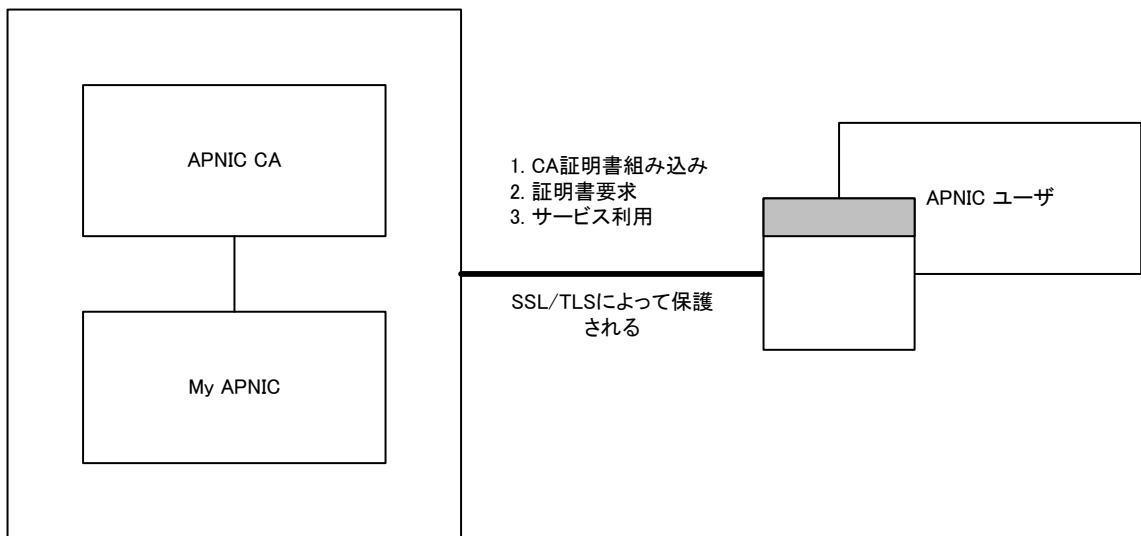 APNIC CA
My APNIC
1. CA証明書組み込み
2. 証明書要求
3. サービス利用
SSL/TLSによって保護
される
APNIC ユーザ